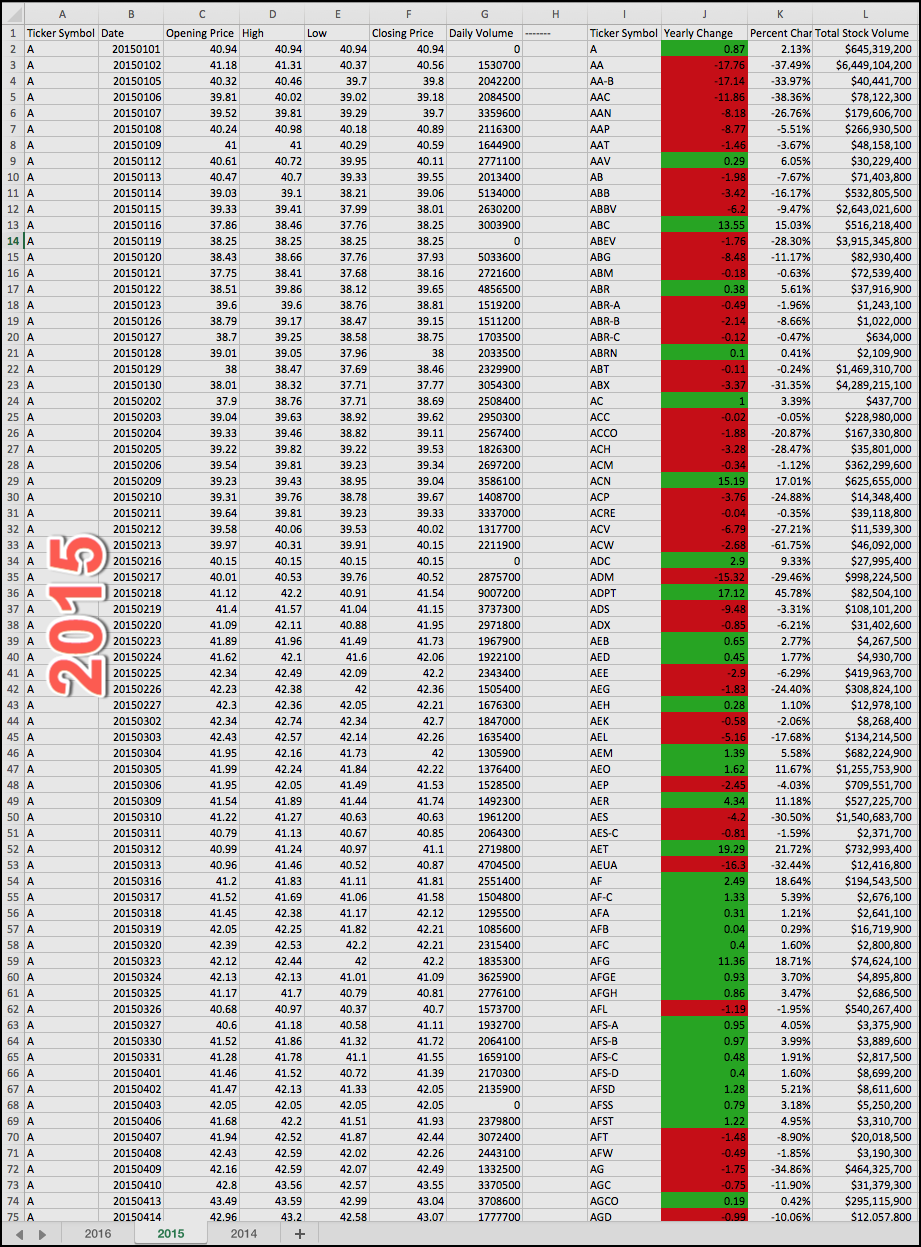 A B C D E F G H I J K L
1 Ticker Symbol Date Opening Price High Low Closing Price Daily Volume ------- Ticker Symbol Yearly Change Percent Char Total Stock Volume
2 A 20150101 40.94 40.94 40.94 40.94 0 A 0.87 2.13% $645,319,200
3 A 20150102 41.18 41.31 40.37 40.56 1530700 AA -17.76 -37.49% $6,449,104,200
4 A 20150105 40.32 40.46 39.7 39.8 2042200 AA-B -17.14 -33.97% $40,441,700
5 A 20150106 39.81 40.02 39.02 39.18 2084500 AAC -11.86 -38.36% $78,122,300
6 A 20150107 39.52 39.81 39.29 39.7 3359600 AAN -8.18 -26.76% $179,606,700
7 A 20150108 40.24 40.98 40.18 40.89 2116300 AAP -8.77 -5.51% $266,930,500
8 A 20150109 41 41 40.29 40.59 1644900 AAT -1.46 -3.67% $48,158,100
9 A 20150112 40.61 40.72 39.95 40.11 2771100 AAV 0.29 6.05% $30,229,400
10 A 20150113 40.47 40.7 39.33 39.55 2013400 AB -1.98 -7.67% $71,403,800
11 A 20150114 39.03 39.1 38.21 39.06 5134000 ABB -3.42 -16.17% $532,805,500
12 A 20150115 39.33 39.41 37.99 38.01 2630200 ABBV -6.2 -9.47% $2,643,021,600
13 A 20150116 37.86 38.46 37.76 38.25 3003900 ABC 13.55 15.03% $516,218,400
14 A 20150119 38.25 38.25 38.25 38.25 0 ABEV -1.76 -28.30% $3,915,345,800
15 A 20150120 38.43 38.66 37.76 37.93 5033600 ABG -8.48 -11.17% $82,930,400
16 A 20150121 37.75 38.41 37.68 38.16 2721600 ABM -0.18 -0.63% $72,539,400
17 A 20150122 38.51 39.86 38.12 39.65 4856500 ABR 0.38 5.61% $37,916,900
18 A 20150123 39.6 39.6 38.76 38.81 1519200 ABR-A -0.49 -1.96% $1,243,100
19 A 20150126 38.79 39.17 38.47 39.15 1511200 ABR-B -2.14 -8.66% $1,022,000
20 A 20150127 38.7 39.25 38.58 38.75 1703500 ABR-C -0.12 -0.47% $634,000
21 A 20150128 39.01 39.05 37.96 38 2033500 ABRN 0.1 0.41% $2,109,900
22 A 20150129 38 38.47 37.69 38.46 2329900 ABT -0.11 -0.24% $1,469,310,700
23 A 20150130 38.01 38.32 37.71 37.77 3054300 ABX -3.37 -31.35% $4,289,215,100
24 A 20150202 37.9 38.76 37.71 38.69 2508400 AC 1 3.39% $437,700
25 A 20150203 39.04 39.63 38.92 39.62 2950300 ACC -0.02 -0.05% $228,980,000
26 A 20150204 39.33 39.46 38.82 39.11 2567400 ACCO -1.88 -20.87% $167,330,800
27 A 20150205 39.22 39.82 39.22 39.53 1826300 ACH -3.28 -28.47% $35,801,000
28 A 20150206 39.54 39.81 39.23 39.34 2697200 ACM -0.34 -1.12% $362,299,600
29 A 20150209 39.23 39.43 38.95 39.04 3586100 ACN 15.19 17.01% $625,655,000
30 A 20150210 39.31 39.76 38.78 39.67 1408700 ACP -3.76 -24.88% $14,348,400
31 A 20150211 39.64 39.81 39.23 39.33 3337000 ACRE -0.04 -0.35% $39,118,800
32 A 20150212 39.58 40.06 39.53 40.02 1317700 ACV -6.79 -27.21% $11,539,300
33 A 20150213 39.97 40.31 39.91 40.15 2211900 ACW -2.68 -61.75% $46,092,000
34 A 20150216 40.15 40.15 40.15 40.15 0 ADC 2.9 9.33% $27,995,400
35 A 20150217 40.01 40.53 39.76 40.52 2875700 ADM -15.32 -29.46% $998,224,500
36 A 20150218 41.12 42.2 40.91 41.54 9007200 ADPT 17.12 45.78% $82,504,100
37 A 20150219 41.4 41.57 41.04 41.15 3737300 ADS -9.48 -3.31% $108,101,200
38 A 20150220 41.09 42.11 40.88 41.95 2971800 ADX -0.85 -6.21% $31,402,600
39 A 20150223 41.89 41.96 41.49 41.73 1967900 AEB 0.65 2.77% $4,267,500
40 A 20150224 41.62 42.1 41.6 42.06 1922100 AED 0.45 1.77% $4,930,700
41 A 20150225 42.34 42.49 42.09 42.2 2343400 AEE -2.9 -6.29% $419,963,700
42 A 20150226 42.23 42.38 42 42.36 1505400 AEG -1.83 -24.40% $308,824,100
43 A 20150227 42.3 42.36 42.05 42.21 1676300 AEH 0.28 1.10% $12,978,100
44 A 20150302 42.34 42.74 42.34 42.7 1847000 AEK -0.58 -2.06% $8,268,400
45 A 20150303 42.43 42.57 42.14 42.26 1635400 AEL -5.16 -17.68% $134,214,500
46 A 20150304 41.95 42.16 41.73 42 1305900 AEM 1.39 5.58% $682,224,900
47 A 20150305 41.99 42.24 41.84 42.22 1376400 AEO 1.62 11.67% $1,255,753,900
48 A 20150306 41.95 42.05 41.49 41.53 1528500 AEP -2.45 -4.03% $709,551,700
49 A 20150309 41.54 41.89 41.44 41.74 1492300 AER 4.34 11.18% $527,225,700
50 A 20150310 41.22 41.27 40.63 40.63 1961200 AES -4.2 -30.50% $1,540,683,700
51 A 20150311 40.79 41.13 40.67 40.85 2064300 AES-C -0.81 -1.59% $2,371,700
52 A 20150312 40.99 41.24 40.97 41.1 2719800 AET 19.29 21.72% $732,993,400
53 A 20150313 40.96 41.46 40.52 40.87 4704500 AEUA -16.3 -32.44% $12,416,800
54 A 20150316 41.2 41.83 41.11 41.81 2551400 AF 2.49 18.64% $194,543,500
55 A 20150317 41.52 41.69 41.06 41.58 1504800 AF-C 1.33 5.39% $2,676,100
56 A 20150318 41.45 42.38 41.17 42.12 1295500 AFA 0.31 1.21% $2,641,100
57 A 20150319 42.05 42.25 41.82 42.21 1085600 AFB 0.04 0.29% $16,719,900
58 A 20150320 42.39 42.53 42.2 42.21 2315400 AFC 0.4 1.60% $2,800,800
59 A 20150323 42.12 42.44 42 42.2 1835300 AFG 11.36 18.71% $74,624,100
60 A 20150324 42.13 42.13 41.01 41.09 3625900 AFGE 0.93 3.70% $4,895,800
61 A 20150325 41.17 41.7 40.79 40.81 2776100 AFGH 0.86 3.47% $2,686,500
62 A 20150326 40.68 40.97 40.37 40.7 1573700 AFL -1.19 -1.95% $540,267,400
63 A 20150327 40.6 41.18 40.58 41.11 1932700 AFS-A 0.95 4.05% $3,375,900
64 A 20150330 41.52 41.86 41.32 41.72 2064100 AFS-B 0.97 3.99% $3,889,600
65 A 20150331 41.28 41.78 41.1 41.55 1659100 AFS-C 0.48 1.91% $2,817,500
66 A 20150401 41.46 41.52 40.72 41.39 2170300 AFS-D 0.4 1.60% $8,699,200
67 A 20150402 41.47 42.13 41.33 42.05 2135900 AFSD 1.28 5.21% $8,611,600
68 A 20150403 42.05 42.05 42.05 42.05 0 AFSS 0.79 3.18% $5,250,200
69 A 20150406 41.68 42.2 41.51 41.93 2379800 AFST 1.22 4.95% $3,310,700
70 A 20150407 41.94 42.52 41.87 42.44 3072400 AFT -1.48 -8.90% $20,018,500
71 A 20150408 42.43 42.59 42.02 42.26 2443100 AFW -0.49 -1.85% $3,190,300
72 A 20150409 42.16 42.59 42.07 42.49 1332500 AG -1.75 -34.86% $464,325,700
73 A 20150410 42.8 43.56 42.57 43.55 3370500 AGC -0.75 -11.90% $31,379,300
74 A 20150413 43.49 43.59 42.99 43.04 3708600 AGCO 0.19 0.42% $295,115,900
75 A 20150414 42.96 43.2 42.58 43.07 1777700 AGD -0.99 -10.06% $12,057,800
2015
2016 2015 2014 +